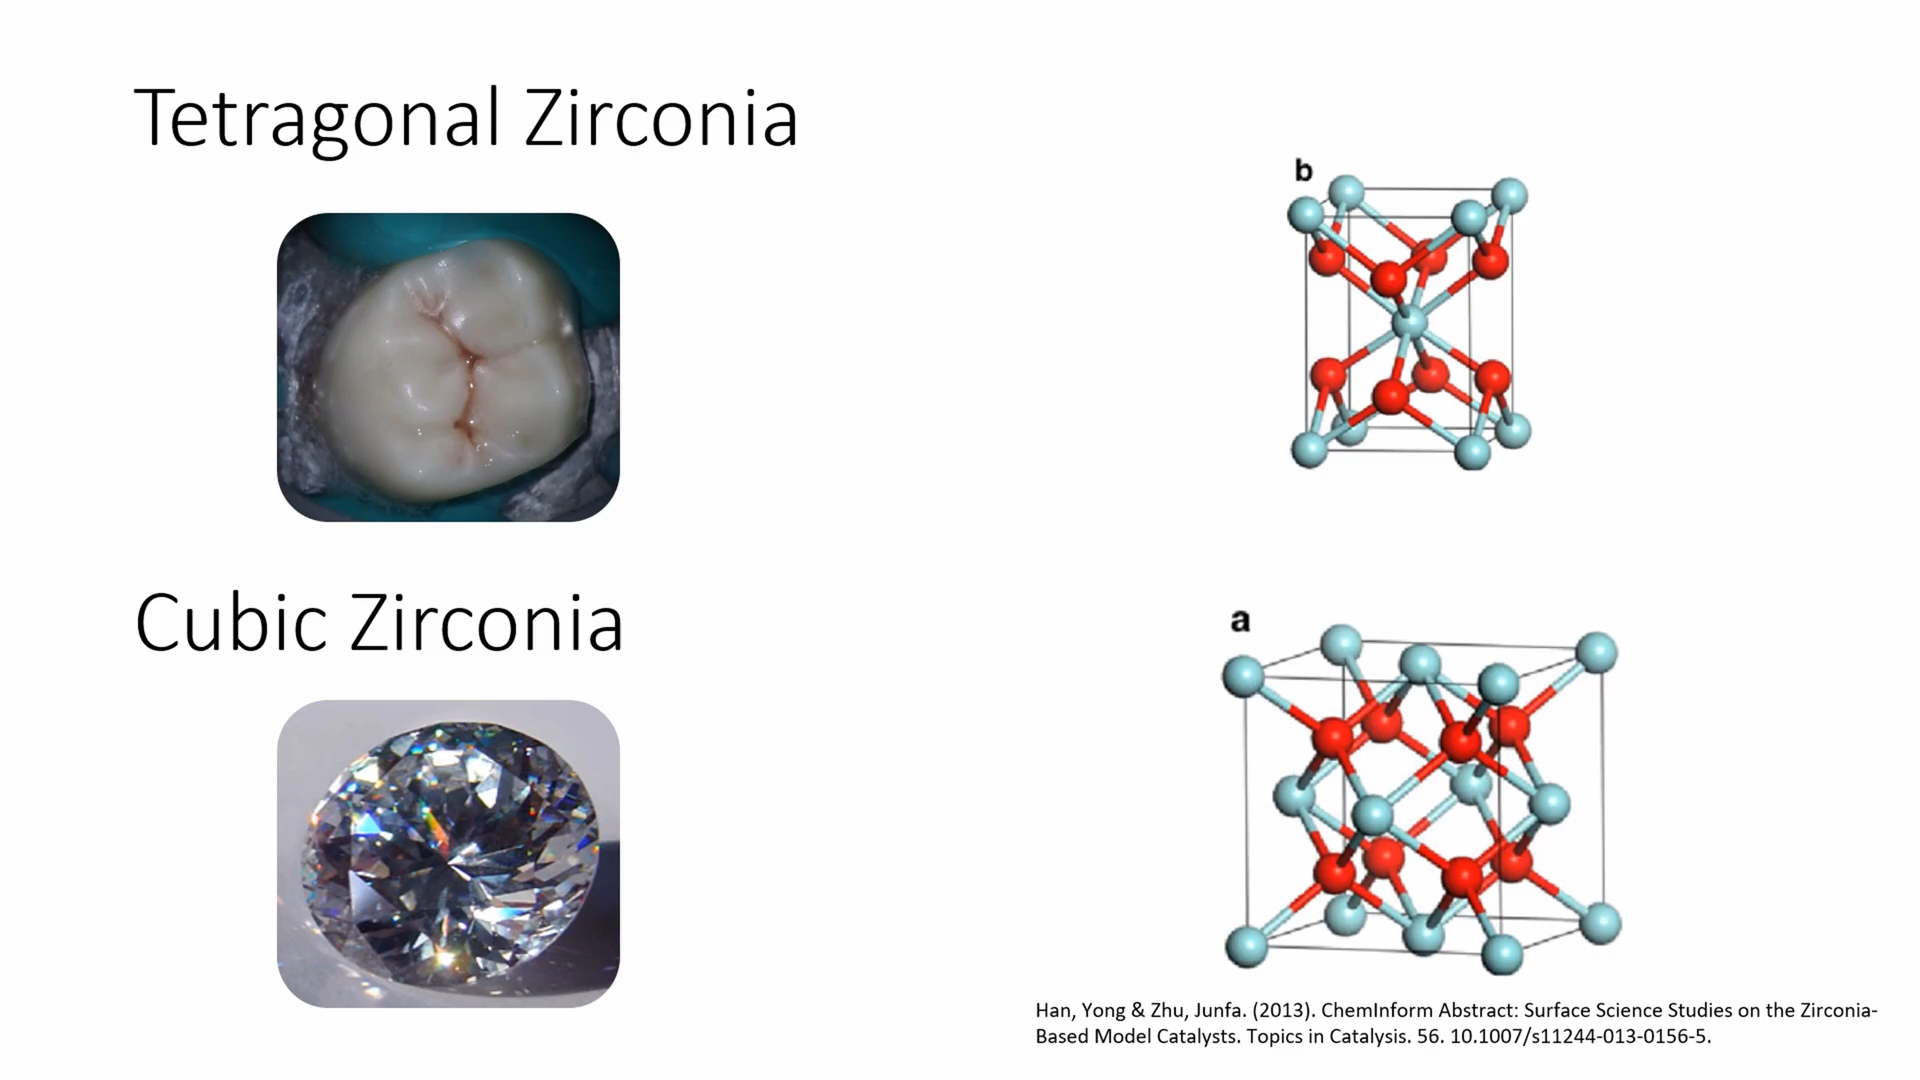 Tetragonal Zirconia
b
Cubic Zirconia
a
Han, Yong & Zhu, Junfa. (2013). ChemInform Abstract: Surface Science Studies on the Zirconia-
Based Model Catalysts. Topics in Catalysis. 56. 10.1007/s11244-013-0156-5.